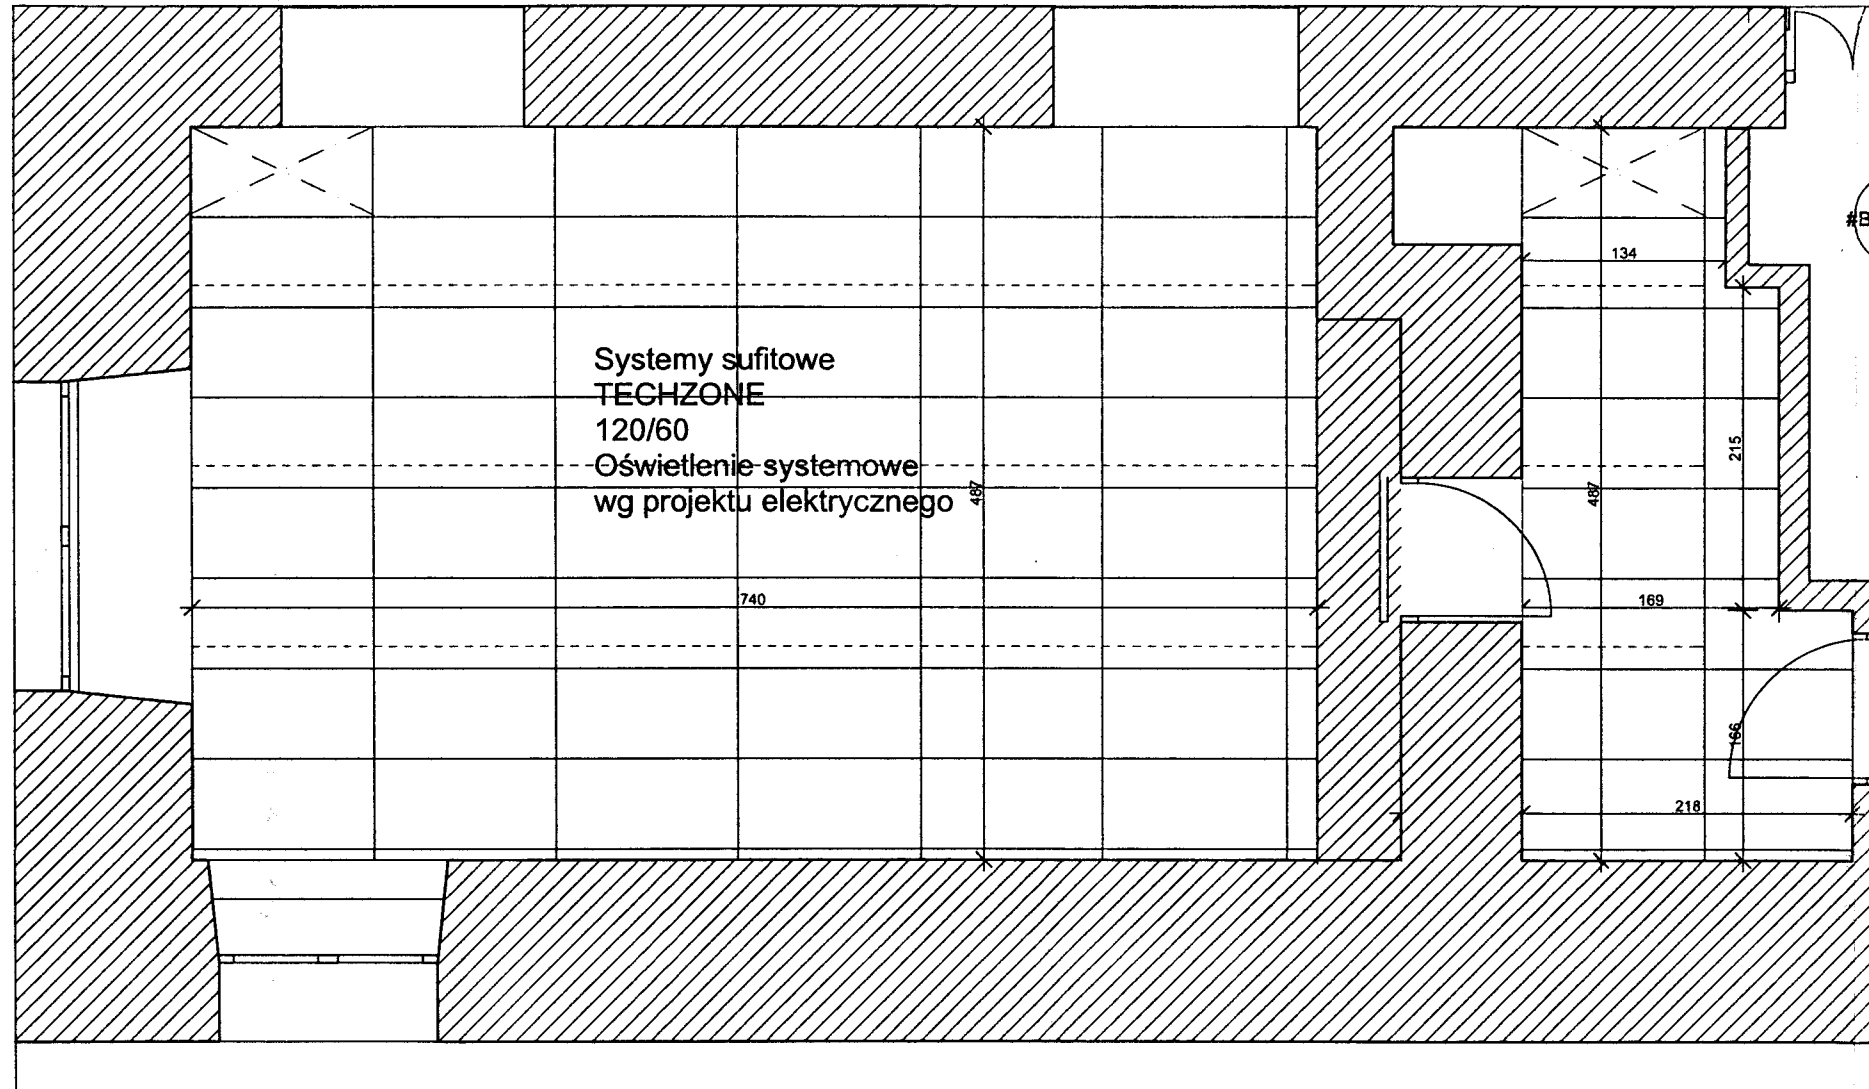 #B
134
Systemy sufitowe
TECHZONE
120/60
Oświetlenie systemowe
wg projektu elektrycznego
487
487
215
740
169
166
218